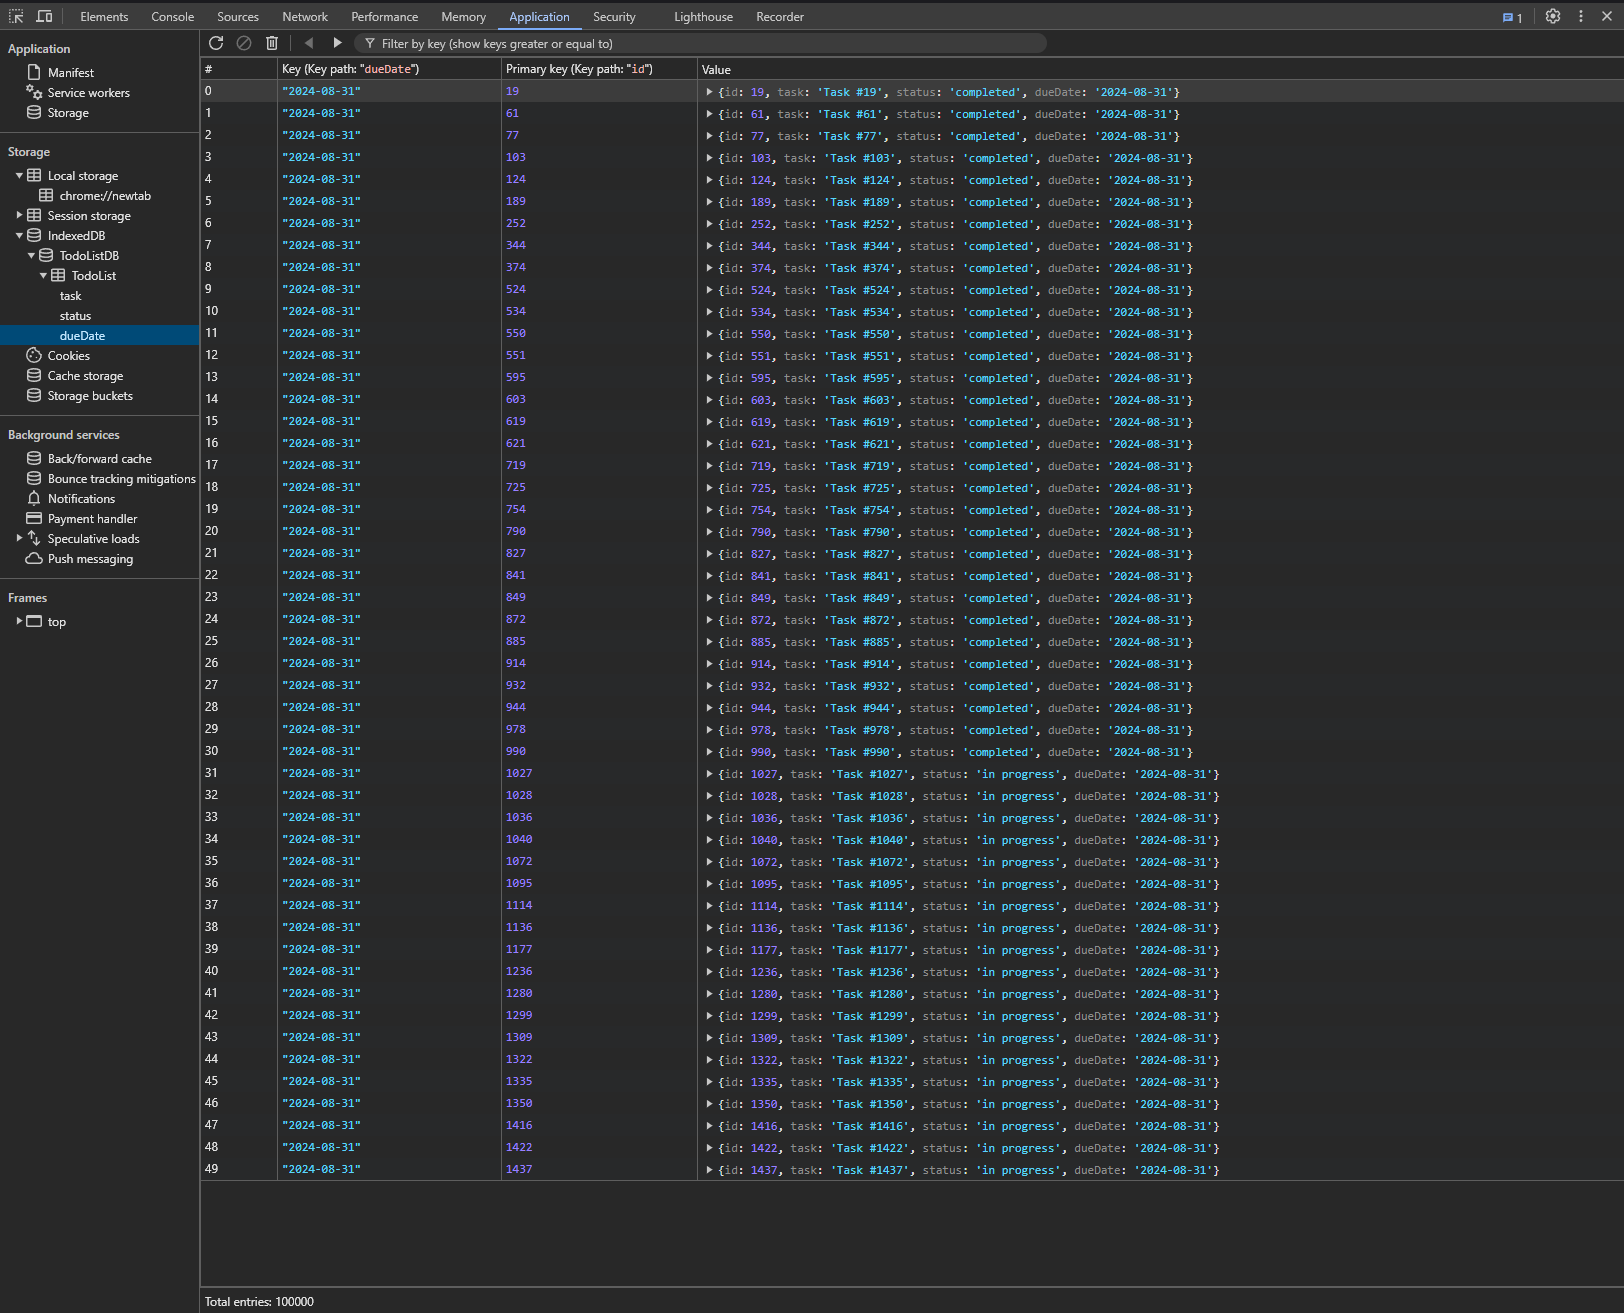 Elements Console Sources Network Performance Memory Application Security Lighthouse Recorder 1
Application
Manifest
Service workers
Storage
Storage
Local storage
chrome://newtab
Session storage
IndexedDB
TodoListDB
TodoList
task
status
dueDate
Cookies
Cache storage
Storage buckets
Background services
Back/forward cache
Bounce tracking mitigations
Notifications
Payment handler
Speculative loads
Push messaging
Frames
top
Filter by key (show keys greater or equal to)
# Key (Key path: "dueDate") Primary key (Key path: "id") Value
0 "2024-08-31" 19 {id: 19, task: 'Task #19', status: 'completed', dueDate: '2024-08-31'}
1 "2024-08-31" 61 {id: 61, task: 'Task #61', status: 'completed', dueDate: '2024-08-31'}
2 "2024-08-31" 77 {id: 77, task: 'Task #77', status: 'completed', dueDate: '2024-08-31'}
3 "2024-08-31" 103 {id: 103, task: 'Task #103', status: 'completed', dueDate: '2024-08-31'}
4 "2024-08-31" 124 {id: 124, task: 'Task #124', status: 'completed', dueDate: '2024-08-31'}
5 "2024-08-31" 189 {id: 189, task: 'Task #189', status: 'completed', dueDate: '2024-08-31'}
6 "2024-08-31" 252 {id: 252, task: 'Task #252', status: 'completed', dueDate: '2024-08-31'}
7 "2024-08-31" 344 {id: 344, task: 'Task #344', status: 'completed', dueDate: '2024-08-31'}
8 "2024-08-31" 374 {id: 374, task: 'Task #374', status: 'completed', dueDate: '2024-08-31'}
9 "2024-08-31" 524 {id: 524, task: 'Task #524', status: 'completed', dueDate: '2024-08-31'}
10 "2024-08-31" 534 {id: 534, task: 'Task #534', status: 'completed', dueDate: '2024-08-31'}
11 "2024-08-31" 550 {id: 550, task: 'Task #550', status: 'completed', dueDate: '2024-08-31'}
12 "2024-08-31" 551 {id: 551, task: 'Task #551', status: 'completed', dueDate: '2024-08-31'}
13 "2024-08-31" 595 {id: 595, task: 'Task #595', status: 'completed', dueDate: '2024-08-31'}
14 "2024-08-31" 603 {id: 603, task: 'Task #603', status: 'completed', dueDate: '2024-08-31'}
15 "2024-08-31" 619 {id: 619, task: 'Task #619', status: 'completed', dueDate: '2024-08-31'}
16 "2024-08-31" 621 {id: 621, task: 'Task #621', status: 'completed', dueDate: '2024-08-31'}
17 "2024-08-31" 719 {id: 719, task: 'Task #719', status: 'completed', dueDate: '2024-08-31'}
18 "2024-08-31" 725 {id: 725, task: 'Task #725', status: 'completed', dueDate: '2024-08-31'}
19 "2024-08-31" 754 {id: 754, task: 'Task #754', status: 'completed', dueDate: '2024-08-31'}
20 "2024-08-31" 790 {id: 790, task: 'Task #790', status: 'completed', dueDate: '2024-08-31'}
21 "2024-08-31" 827 {id: 827, task: 'Task #827', status: 'completed', dueDate: '2024-08-31'}
22 "2024-08-31" 841 {id: 841, task: 'Task #841', status: 'completed', dueDate: '2024-08-31'}
23 "2024-08-31" 849 {id: 849, task: 'Task #849', status: 'completed', dueDate: '2024-08-31'}
24 "2024-08-31" 872 {id: 872, task: 'Task #872', status: 'completed', dueDate: '2024-08-31'}
25 "2024-08-31" 885 {id: 885, task: 'Task #885', status: 'completed', dueDate: '2024-08-31'}
26 "2024-08-31" 914 {id: 914, task: 'Task #914', status: 'completed', dueDate: '2024-08-31'}
27 "2024-08-31" 932 {id: 932, task: 'Task #932', status: 'completed', dueDate: '2024-08-31'}
28 "2024-08-31" 944 {id: 944, task: 'Task #944', status: 'completed', dueDate: '2024-08-31'}
29 "2024-08-31" 978 {id: 978, task: 'Task #978', status: 'completed', dueDate: '2024-08-31'}
30 "2024-08-31" 990 {id: 990, task: 'Task #990', status: 'completed', dueDate: '2024-08-31'}
31 "2024-08-31" 1027 {id: 1027, task: 'Task #1027', status: 'in progress', dueDate: '2024-08-31'}
32 "2024-08-31" 1028 {id: 1028, task: 'Task #1028', status: 'in progress', dueDate: '2024-08-31'}
33 "2024-08-31" 1036 {id: 1036, task: 'Task #1036', status: 'in progress', dueDate: '2024-08-31'}
34 "2024-08-31" 1040 {id: 1040, task: 'Task #1040', status: 'in progress', dueDate: '2024-08-31'}
35 "2024-08-31" 1072 {id: 1072, task: 'Task #1072', status: 'in progress', dueDate: '2024-08-31'}
36 "2024-08-31" 1095 {id: 1095, task: 'Task #1095', status: 'in progress', dueDate: '2024-08-31'}
37 "2024-08-31" 1114 {id: 1114, task: 'Task #1114', status: 'in progress', dueDate: '2024-08-31'}
38 "2024-08-31" 1136 {id: 1136, task: 'Task #1136', status: 'in progress', dueDate: '2024-08-31'}
39 "2024-08-31" 1177 {id: 1177, task: 'Task #1177', status: 'in progress', dueDate: '2024-08-31'}
40 "2024-08-31" 1236 {id: 1236, task: 'Task #1236', status: 'in progress', dueDate: '2024-08-31'}
41 "2024-08-31" 1280 {id: 1280, task: 'Task #1280', status: 'in progress', dueDate: '2024-08-31'}
42 "2024-08-31" 1299 {id: 1299, task: 'Task #1299', status: 'in progress', dueDate: '2024-08-31'}
43 "2024-08-31" 1309 {id: 1309, task: 'Task #1309', status: 'in progress', dueDate: '2024-08-31'}
44 "2024-08-31" 1322 {id: 1322, task: 'Task #1322', status: 'in progress', dueDate: '2024-08-31'}
45 "2024-08-31" 1335 {id: 1335, task: 'Task #1335', status: 'in progress', dueDate: '2024-08-31'}
46 "2024-08-31" 1350 {id: 1350, task: 'Task #1350', status: 'in progress', dueDate: '2024-08-31'}
47 "2024-08-31" 1416 {id: 1416, task: 'Task #1416', status: 'in progress', dueDate: '2024-08-31'}
48 "2024-08-31" 1422 {id: 1422, task: 'Task #1422', status: 'in progress', dueDate: '2024-08-31'}
49 "2024-08-31" 1437 {id: 1437, task: 'Task #1437', status: 'in progress', dueDate: '2024-08-31'}
Total entries: 100000